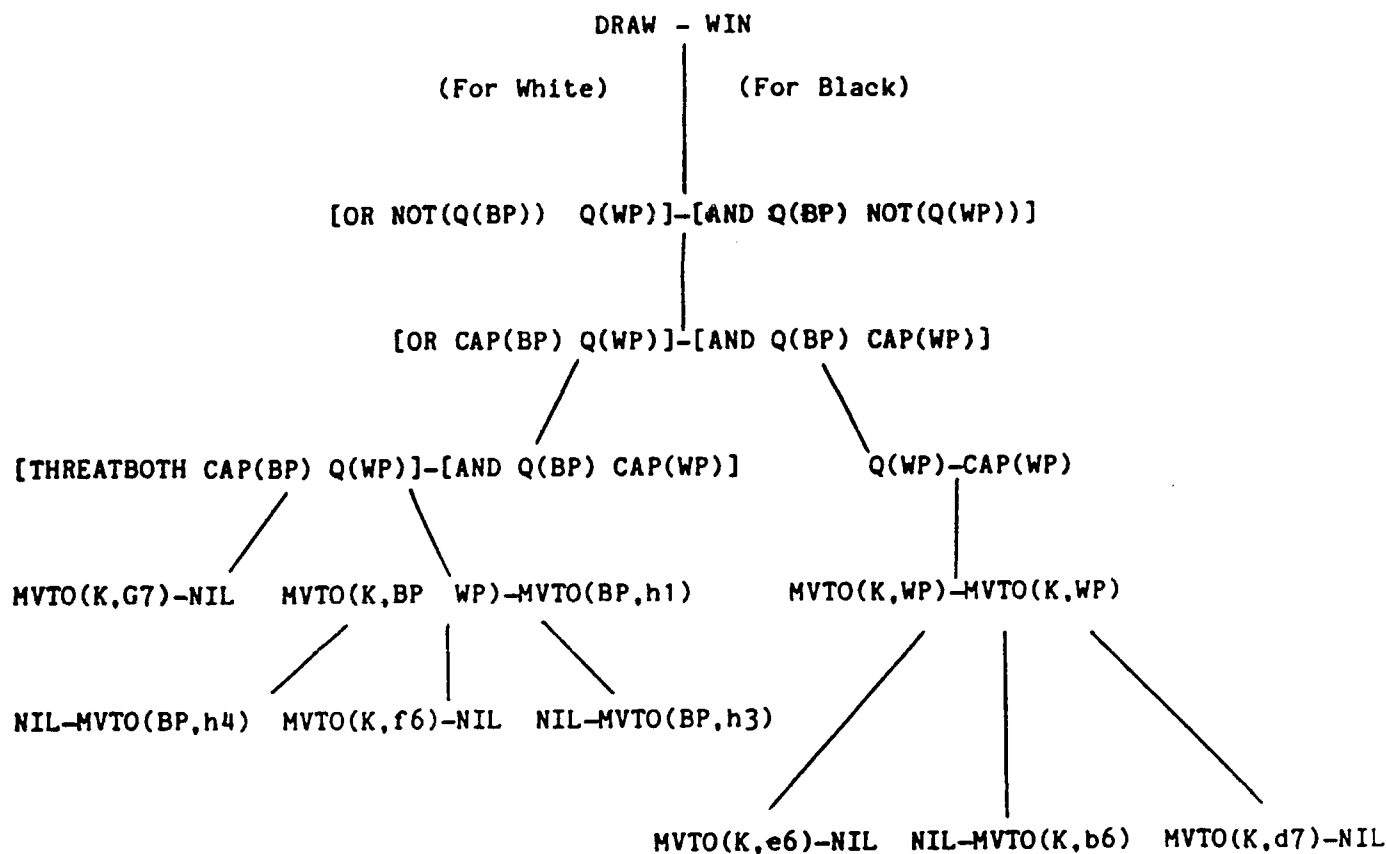 DRAW - WIN
(For White) (For Black)
[OR NOT(Q(BP)) Q(WP)]-[AND Q(BP) NOT(Q(WP))]
[OR CAP(BP) Q(WP)]-[AND Q(BP) CAP(WP)]
[THREATBOTH CAP(BP) Q(WP)]-[AND Q(BP) CAP(WP)] Q(WP)-CAP(WP)
MVTO(K,G7)-NIL MVTO(K,BP WP)-MVTO(BP,h1) MVTO(K,WP)-MVTO(K,WP)
NIL-MVTO(BP,h4) MVTO(K,f6)-NIL NIL-MVTO(BP,h3)
MVTO(K,e6)-NIL NIL-MVTO(K,b6) MVTO(K,d7)-NIL